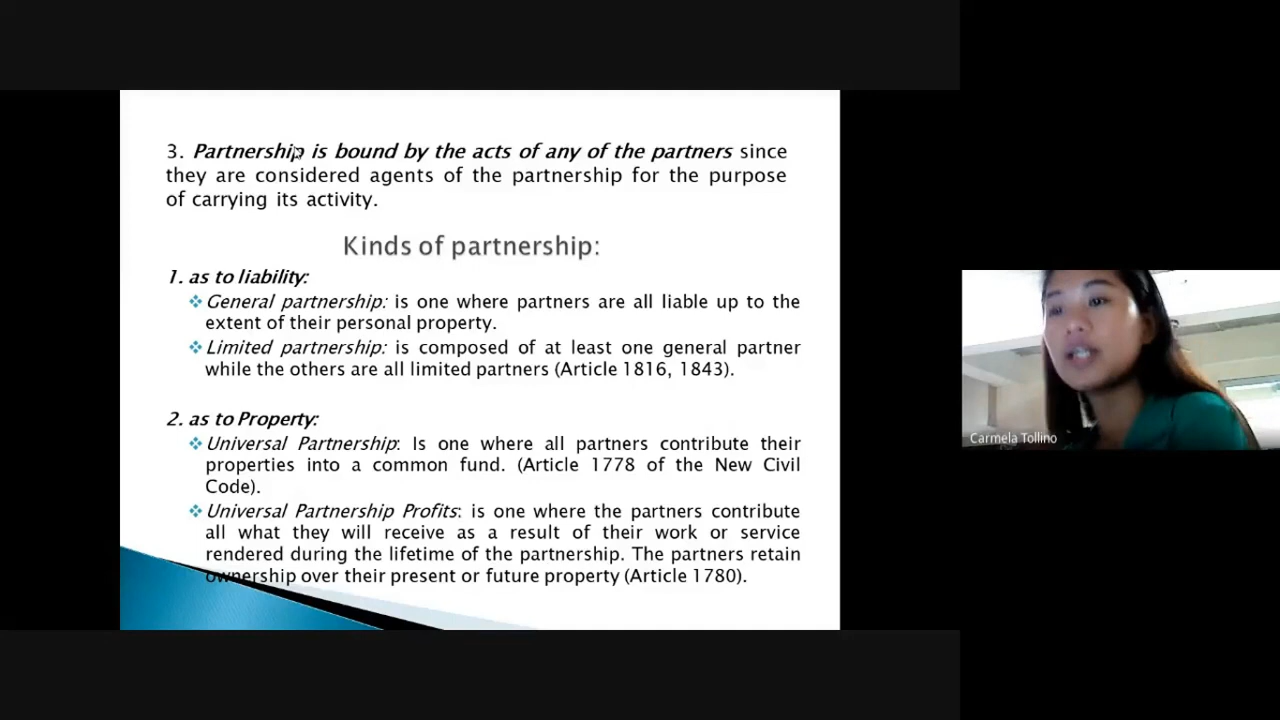 3. Partnership is bound by the acts of any of the partners since
they are considered agents of the partnership for the purpose
of carrying its activity.
Kinds of partnership:
1. as to liability:
General partnership: is one where partners are all liable up to the
extent of their personal property.
Limited partnership: is composed of at least one general partner
while the others are all limited partners (Article 1816, 1843).
2. as to Property:
Universal Partnership: Is one where all partners contribute their
properties into a common fund. (Article 1778 of the New Civil
Code).
Universal Partnership Profits: is one where the partners contribute
all what they will receive as a result of their work or service
rendered during the lifetime of the partnership. The partners retain
ownership over their present or future property (Article 1780).
Carmela Tollino